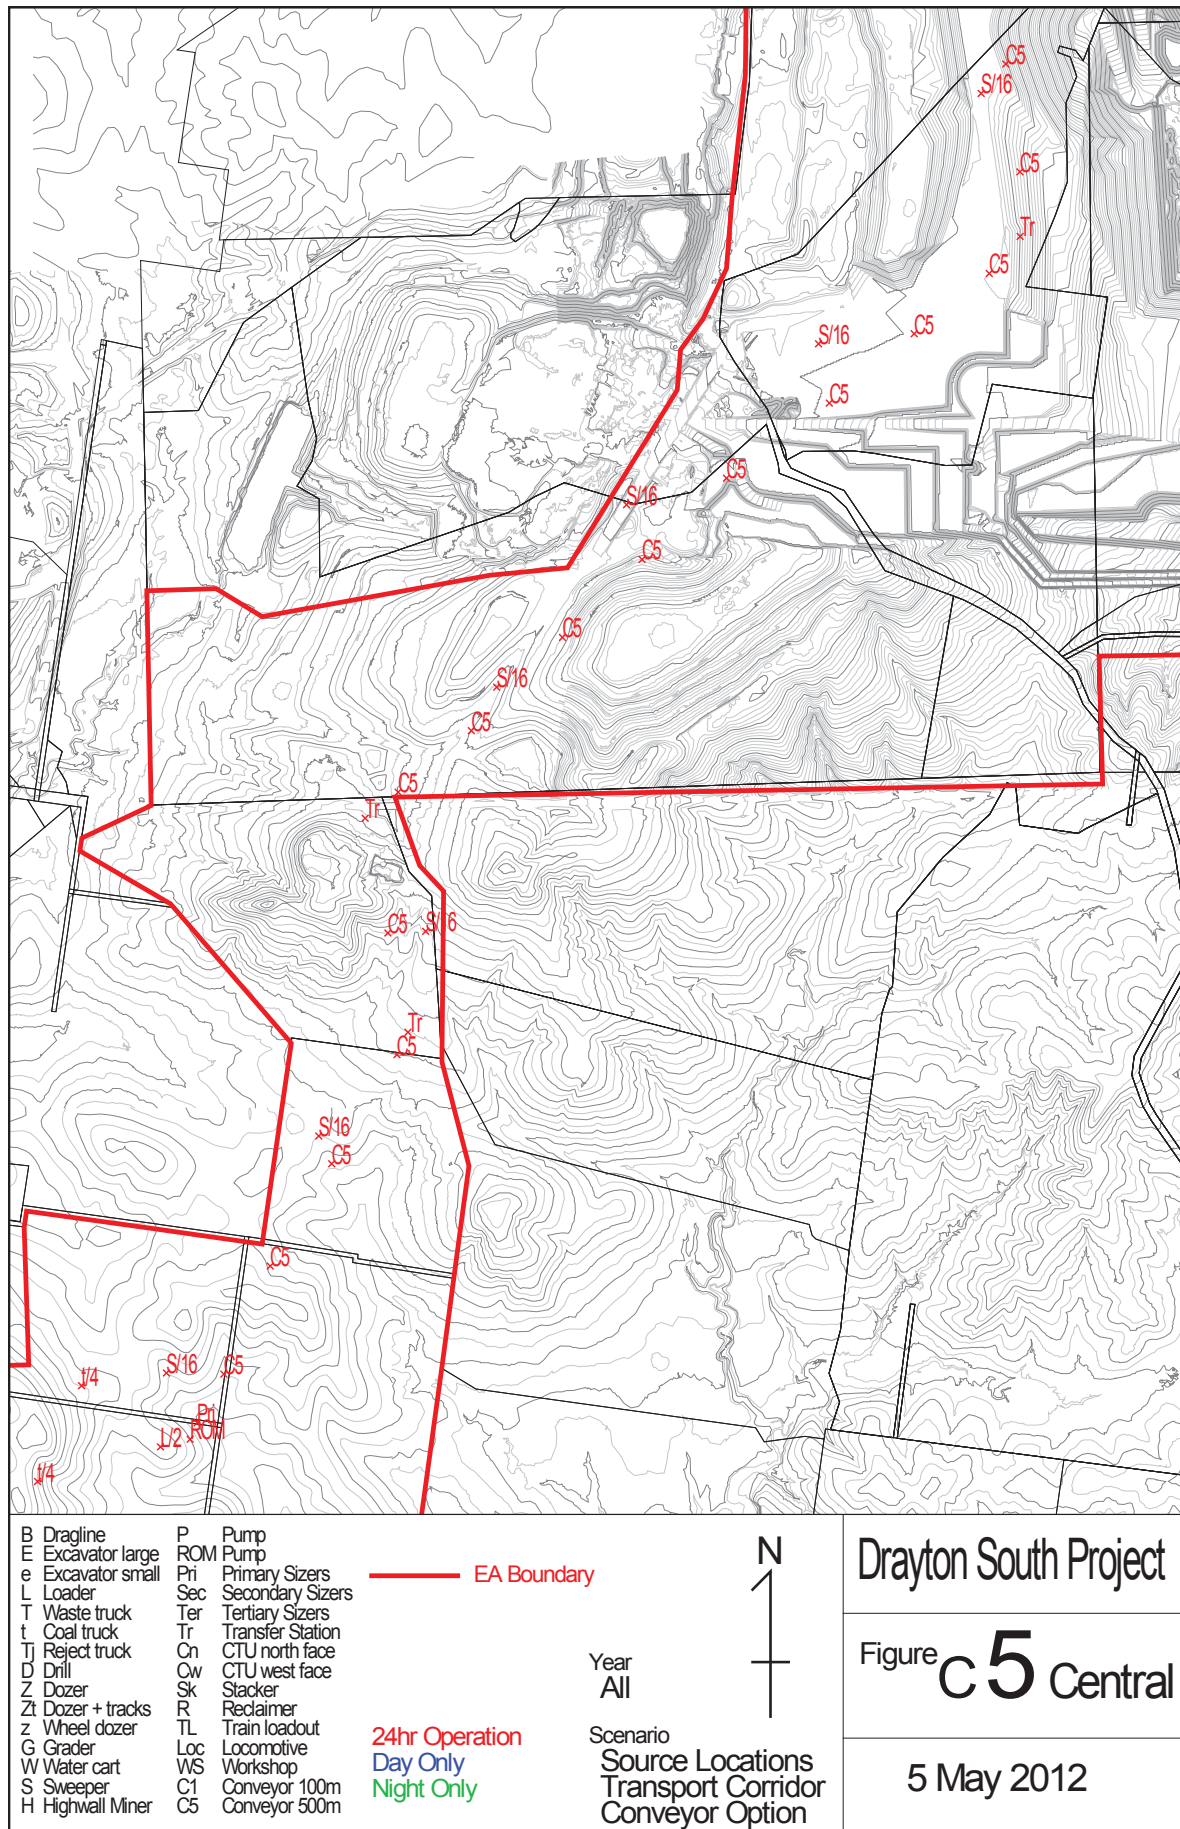 C5
S/16
C5
Tr
C5
C5
S/16
C5
C5
S/16
C5
C5
S/16
C5
C5
Tr
C5
S/16
Tr
C5
S/16
C5
C5
S/16
C5
t/4
Pri
ROM
L/2
t/4
B Dragline
E Excavator large
e Excavator small
L Loader
T Waste truck
t Coal truck
Tj Reject truck
D Drill
Z Dozer
Zt Dozer + tracks
z Wheel dozer
G Grader
W Water cart
S Sweeper
H Highwall Miner
P Pump
ROM Pump
Pri Primary Sizers
Sec Secondary Sizers
Ter Tertiary Sizers
Tr Transfer Station
Cn CTU north face
Cw CTU west face
Sk Stacker
R Reclaimer
TL Train loadout
Loc Locomotive
WS Workshop
C1 Conveyor 100m
C5 Conveyor 500m
EA Boundary
24hr Operation
Day Only
Night Only
N
Year
All
Scenario
Source Locations
Transport Corridor
Conveyor Option
Drayton South Project
Figure C 5 Central
5 May 2012